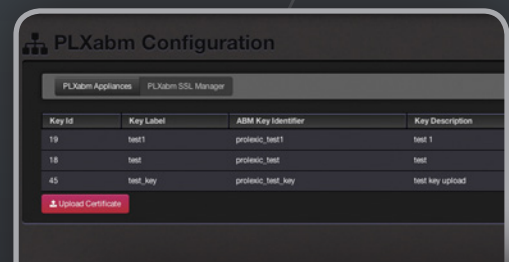 PLXabm Configuration
PLXabm Appliances PLXabm SSL Manager
Key Id Key Label ABM Key Identifier Key Description
19 test1 prolexic_test1 test 1
18 test prolexic_test test
45 test_key prolexic_test_key test key upload
Upload Certificate